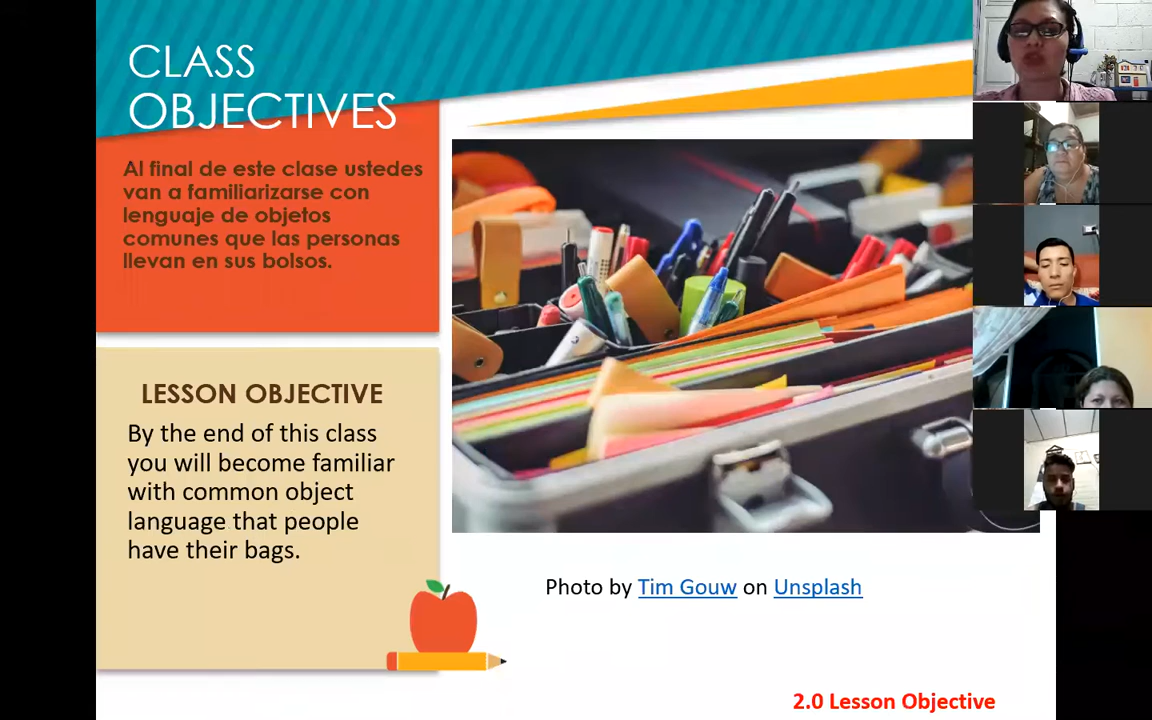 CLASS
OBJECTIVES
Al final de este clase ustedes
van a familiarizarse con
lenguaje de objetos
comunes que las personas
llevan en sus bolsos.
LESSON OBJECTIVE
By the end of this class
you will become familiar
with common object
language that people
have their bags.
Photo by Tim Gouw on Unsplash
2.0 Lesson Objective